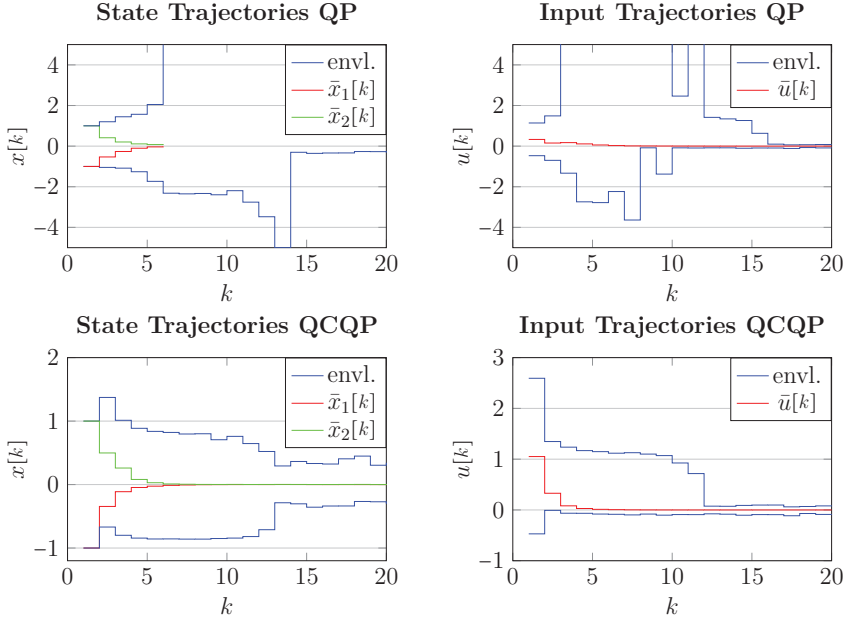 State Trajectories QP
4
2
0
−2
−4
x[k]
0
5
10
15
20
k
envl.
x̄₁[k]
x̄₂[k]
Input Trajectories QP
4
2
0
−2
−4
u[k]
0
5
10
15
20
k
envl.
ū[k]
State Trajectories QCQP
2
1
0
−1
x[k]
0
5
10
15
20
k
envl.
x̄₁[k]
x̄₂[k]
Input Trajectories QCQP
3
2
1
0
−1
u[k]
0
5
10
15
20
k
envl.
ū[k]